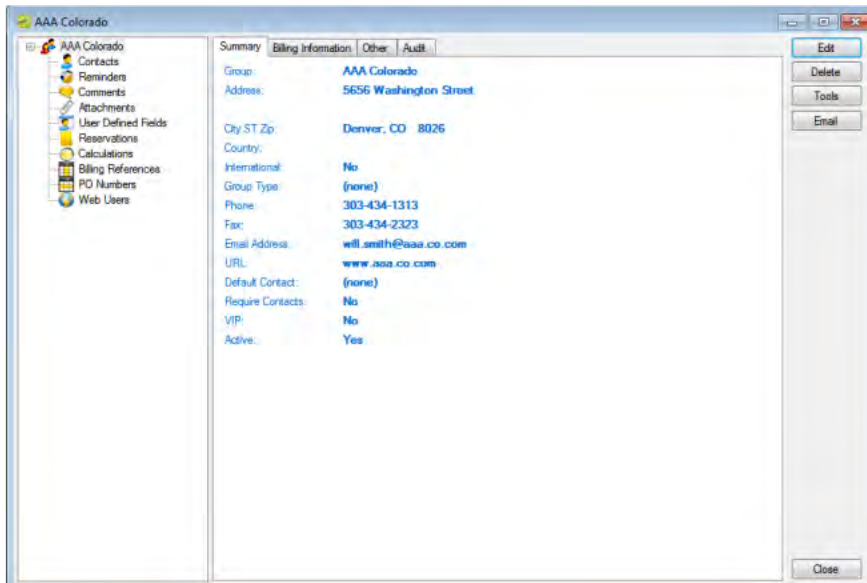 AAA Colorado
AAA Colorado
Contacts
Reminders
Comments
Attachments
User Defined Fields
Reservations
Calculations
Billing References
PO Numbers
Web Users
Summary Billing Information Other Audit
Group: AAA Colorado
Address: 5656 Washington Street
City ST Zip: Denver, CO 8026
Country:
International: No
Group Type: (none)
Phone: 303-434-1313
Fax: 303-434-2323
Email Address: will.smith@aaa.co.com
URL: www.aaa.co.com
Default Contact: (none)
Require Contacts: No
VIP: No
Active: Yes
Edit
Delete
Tools
Email
Close